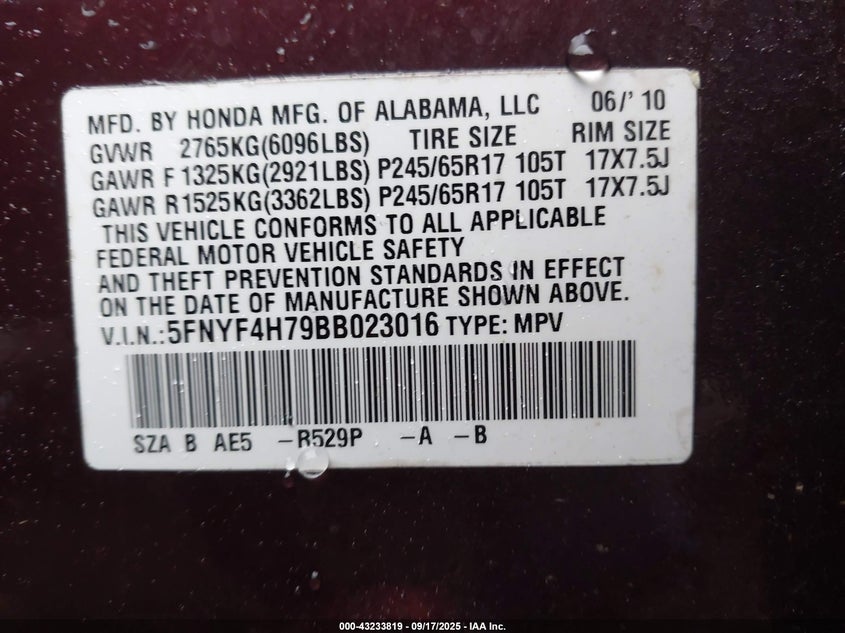 MFD. BY HONDA MFG. OF ALABAMA, LLC 06/'10
GVWR 2765KG(6096LBS) TIRE SIZE RIM SIZE
GAWR F 1325KG(2921LBS) P245/65R17 105T 17X7.5J
GAWR R 1525KG(3362LBS) P245/65R17 105T 17X7.5J
THIS VEHICLE CONFORMS TO ALL APPLICABLE
FEDERAL MOTOR VEHICLE SAFETY
AND THEFT PREVENTION STANDARDS IN EFFECT
ON THE DATE OF MANUFACTURE SHOWN ABOVE.
V.I.N.:5FNYF4H79BB023016 TYPE: MPV
SZA B AE5 -R529P -A -B
000-43233819 - 09/17/2025 - IAA Inc.